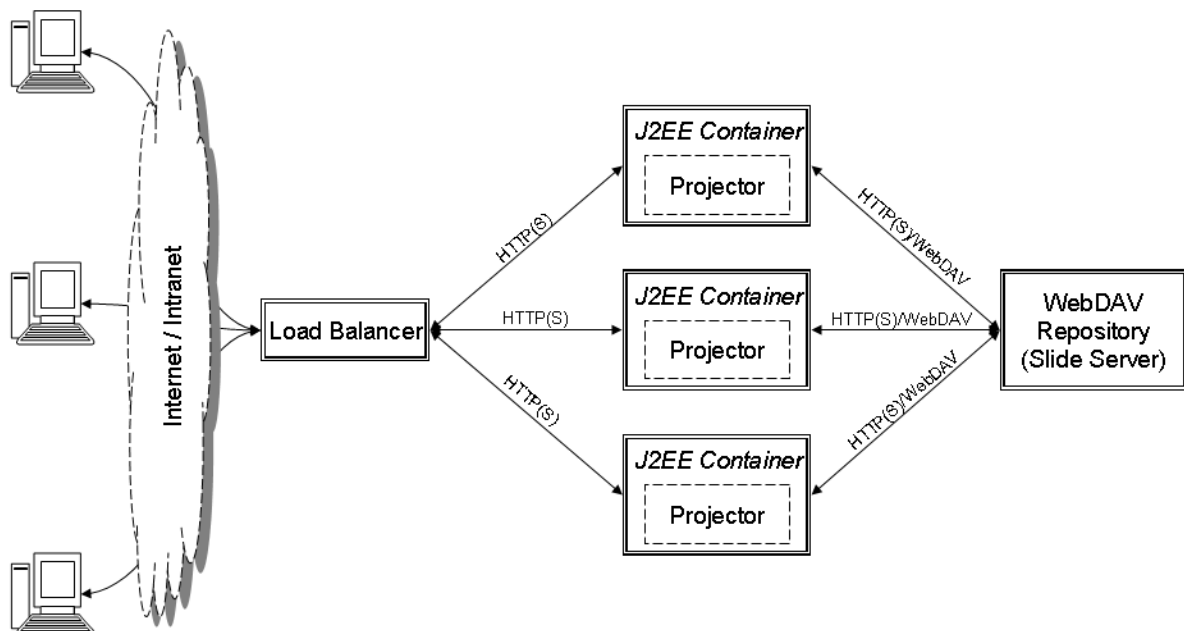 Internet / Intranet
Load Balancer
HTTP(S)
HTTP(S)
HTTP(S)
J2EE Container
Projector
J2EE Container
Projector
J2EE Container
Projector
HTTP(S)/WebDAV
HTTP(S)/WebDAV
HTTP(S)/WebDAV
WebDAV
Repository
(Slide Server)